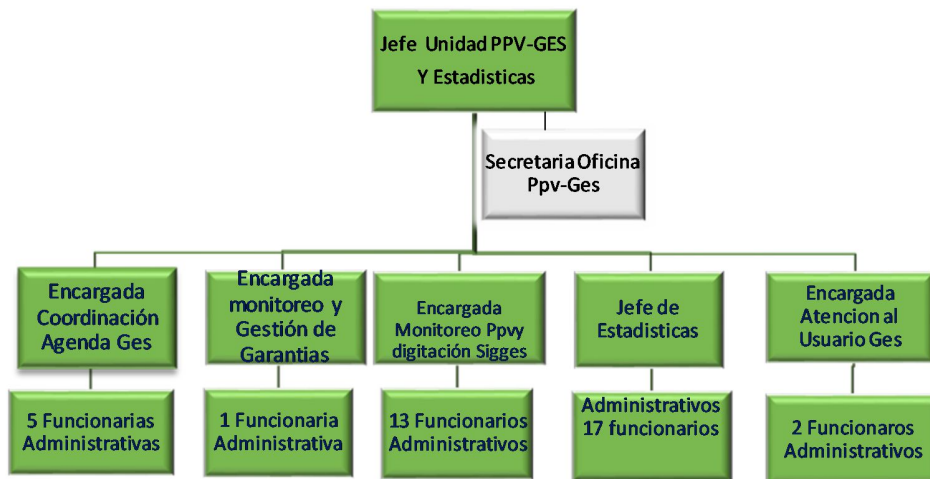 Jefe Unidad PPV-GES
Y Estadisticas
Secretaria Oficina
Ppv-Ges
Encargada
Coordinación
Agenda Ges
Encargada
monitoreo y
Gestión de
Garantias
Encargada
Monitoreo Ppvy
digitación Sigges
Jefe de
Estadisticas
Encargada
Atencion al
Usuario Ges
5 Funcionarias
Administrativas
1 Funcionaria
Administrativa
13 Funcionarios
Administrativos
Administrativos
17 funcionarios
2 Funcionaros
Administrativos